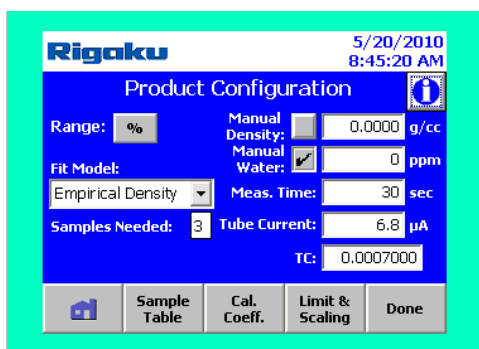 Rigaku
5/20/2010
8:45:20 AM
Product Configuration
Range: %
Manual Density: 0.0000 g/cc
Manual Water: 0 ppm
Fit Model:
Empirical Density
Meas. Time: 30 sec
Samples Needed: 3
Tube Current: 6.8 µA
TC: 0.0007000
Sample Table
Cal. Coeff.
Limit & Scaling
Done